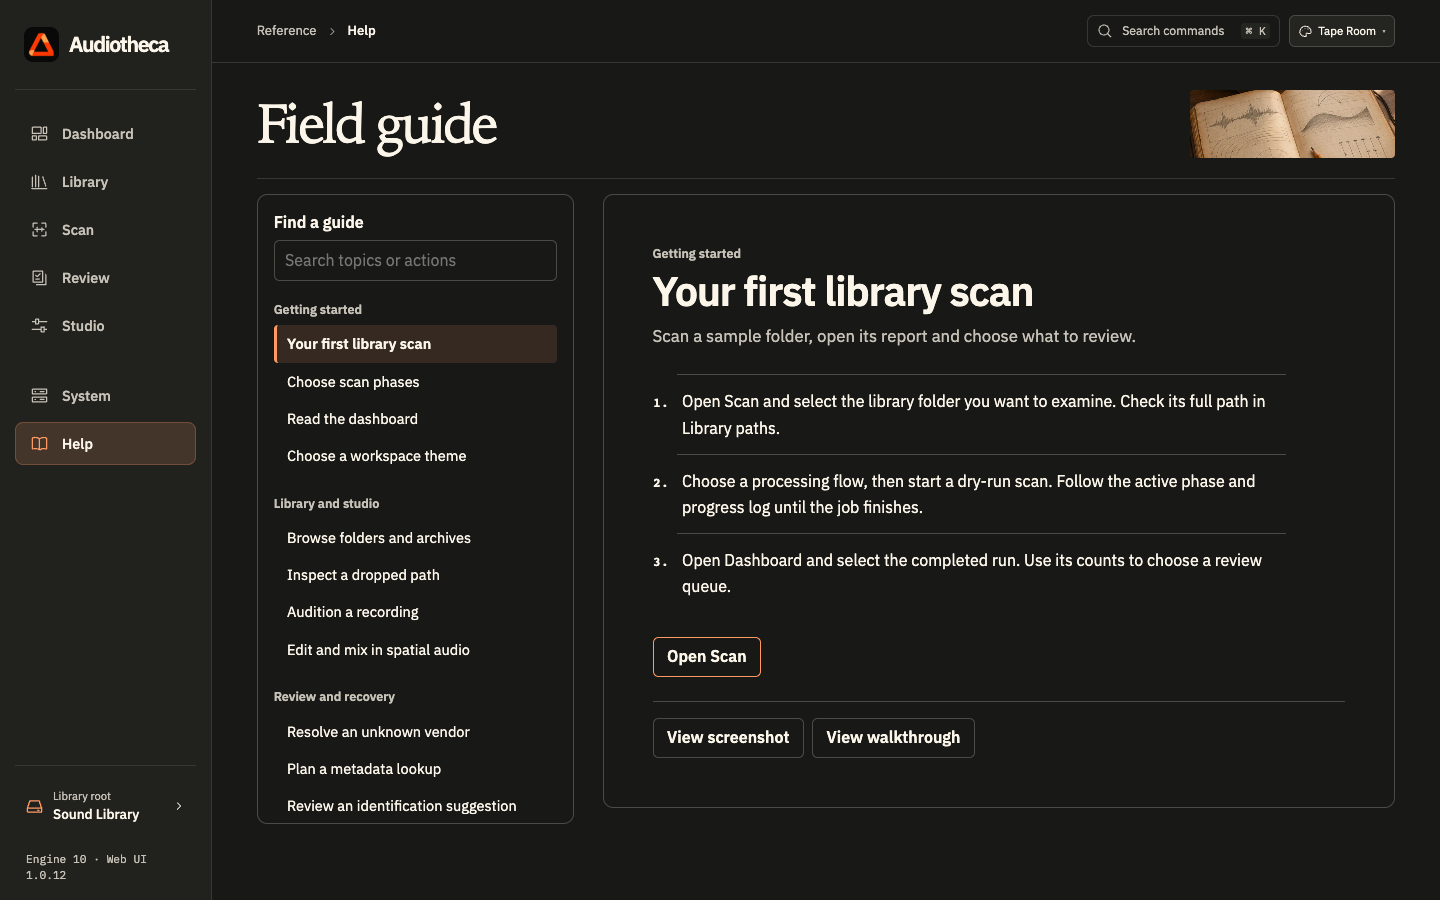 Audiotheca
Dashboard
Library
Scan
Review
Studio
System
Help
Library root
Sound Library
Engine 10 · Web UI
1.0.12
Reference > Help
Search commands ⌘ K
Tape Room
Field guide
Find a guide
Search topics or actions
Getting started
Your first library scan
Choose scan phases
Read the dashboard
Choose a workspace theme
Library and studio
Browse folders and archives
Inspect a dropped path
Audition a recording
Edit and mix in spatial audio
Review and recovery
Resolve an unknown vendor
Plan a metadata lookup
Review an identification suggestion
Getting started
Your first library scan
Scan a sample folder, open its report and choose what to review.
1. Open Scan and select the library folder you want to examine. Check its full path in
Library paths.
2. Choose a processing flow, then start a dry-run scan. Follow the active phase and
progress log until the job finishes.
3. Open Dashboard and select the completed run. Use its counts to choose a review
queue.
Open Scan
View screenshot
View walkthrough